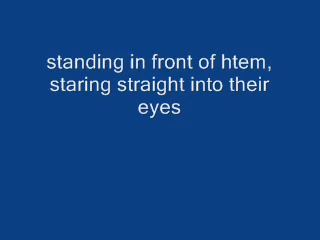 standing in front of htem,
staring straight into their
eyes